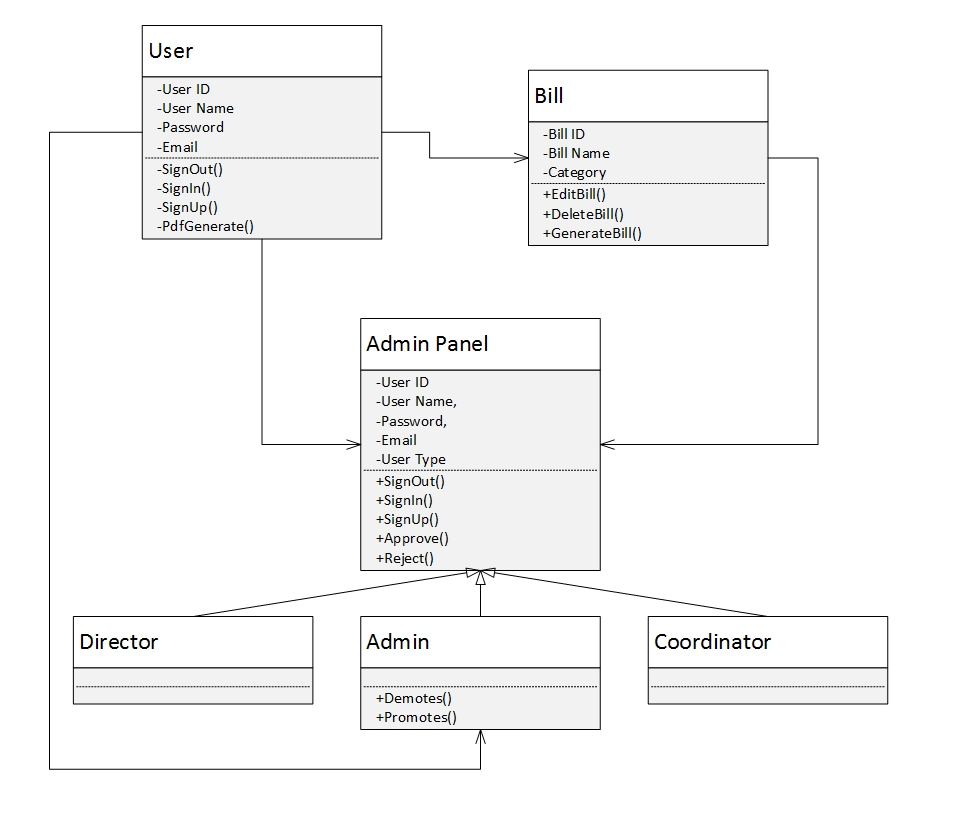 User
-User ID
-User Name
-Password
-Email
-SignOut()
-SignIn()
-SignUp()
-PdfGenerate()
Bill
-Bill ID
-Bill Name
-Category
+EditBill()
+DeleteBill()
+GenerateBill()
Admin Panel
-User ID
-User Name,
-Password,
-Email
-User Type
+SignOut()
+SignIn()
+SignUp()
+Approve()
+Reject()
Director
Admin
+Demotes()
+Promotes()
Coordinator